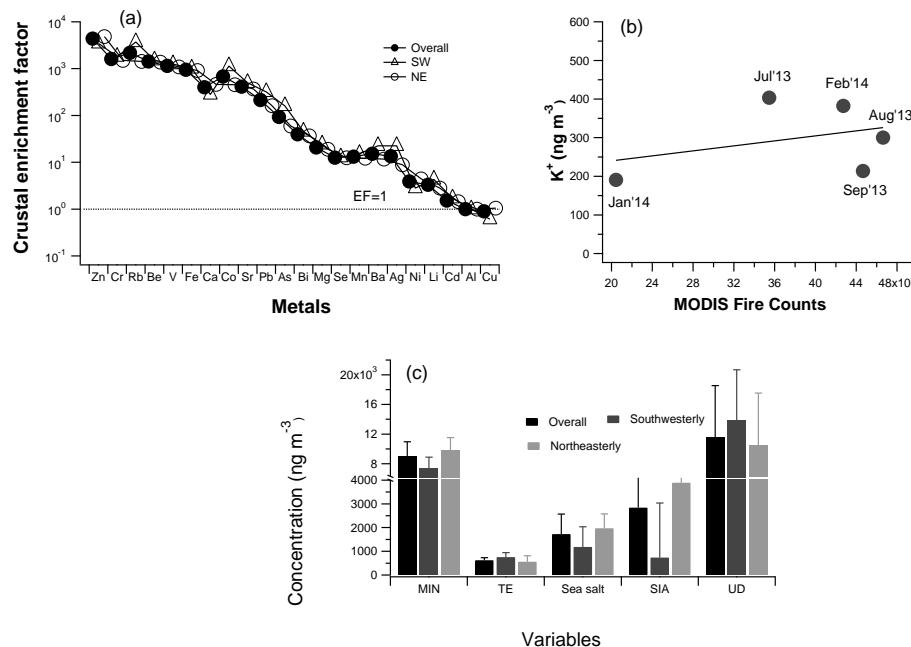 (a)
Crustal enrichment factor
10^4
10^3
10^2
10^1
10^0
10^-1
Overall
SW
NE
EF=1
Zn Cr Rb Be V Fe Ca Co Sr Pb As Bi Mg Se Mn Ba Ag Ni Li Cd Al Cu
Metals
(b)
K^+ (ng m^-3)
600
500
400
300
200
100
0
Jul'13
Feb'14
Aug'13
Sep'13
Jan'14
20 24 28 32 36 40 44 48x10
MODIS Fire Counts
(c)
Concentration (ng m^-3)
20x10^3
16
12
8
4000
3000
2000
1000
0
Overall
Southwesterly
Northeasterly
MIN TE Sea salt SIA UD
Variables